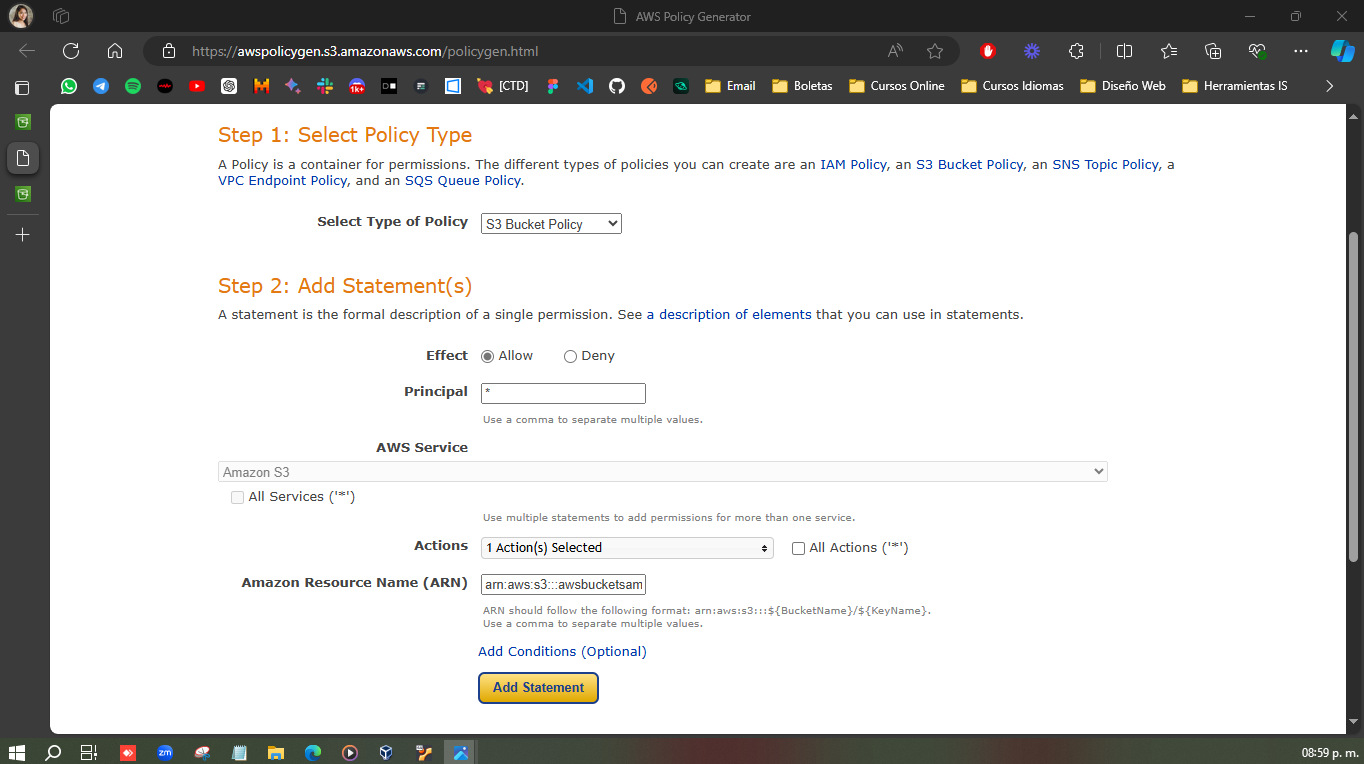 AWS Policy Generator
https://awspolicygen.s3.amazonaws.com/policygen.html
1k+
[CTD]
Email
Boletas
Cursos Online
Cursos Idiomas
Diseño Web
Herramientas IS
Step 1: Select Policy Type
A Policy is a container for permissions. The different types of policies you can create are an IAM Policy, an S3 Bucket Policy, an SNS Topic Policy, a
VPC Endpoint Policy, and an SQS Queue Policy.
Select Type of Policy
S3 Bucket Policy
Step 2: Add Statement(s)
A statement is the formal description of a single permission. See a description of elements that you can use in statements.
Effect
Allow
Deny
Principal
*
Use a comma to separate multiple values.
AWS Service
Amazon S3
All Services ('*')
Use multiple statements to add permissions for more than one service.
Actions
1 Action(s) Selected
All Actions ('*')
Amazon Resource Name (ARN)
arn:aws:s3:::awsbucketsam
ARN should follow the following format: arn:aws:s3:::${BucketName}/${KeyName}.
Use a comma to separate multiple values.
Add Conditions (Optional)
Add Statement
zm
08:59 p. m.